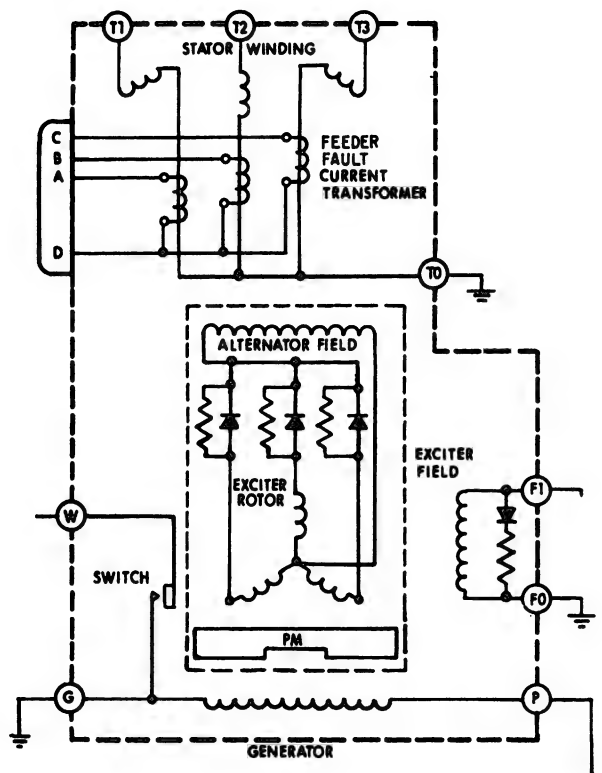 T1
T2
T3
STATOR WINDING
C
B
A
D
FEEDER
FAULT
CURRENT
TRANSFORMER
T0
ALTERNATOR FIELD
EXCITER
ROTOR
EXCITER
FIELD
F1
W
SWITCH
F0
PM
G
P
GENERATOR